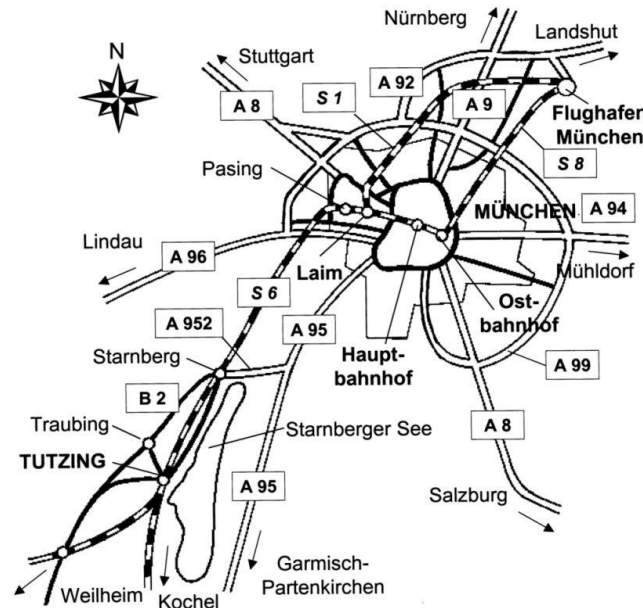 Nürnberg
Landshut
N
Stuttgart
A 92
S 1
A 9
A 8
Flughafen
München
S 8
Pasing
MÜNCHEN
A 94
Lindau
A 96
Laim
Mühldorf
S 6
Ost-
bahnhof
A 952
A 95
Haupt-
bahnhof
Starnberg
A 99
B 2
Traubing
Starnberger See
A 8
TUTZING
A 95
Salzburg
Garmisch-
Partenkirchen
Weilheim
Kochel